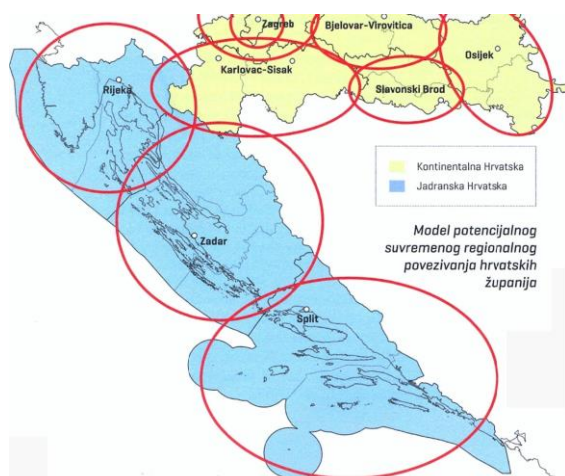 Zagreb
Bjelovar-Virovitica
Osijek
Karlovac-Sisak
Slavonski Brod
Rijeka
Kontinentalna Hrvatska
Jadranska Hrvatska
Model potencijalnog
suvremenog regionalnog
povezivanja hrvatskih
županija
Zadar
Split